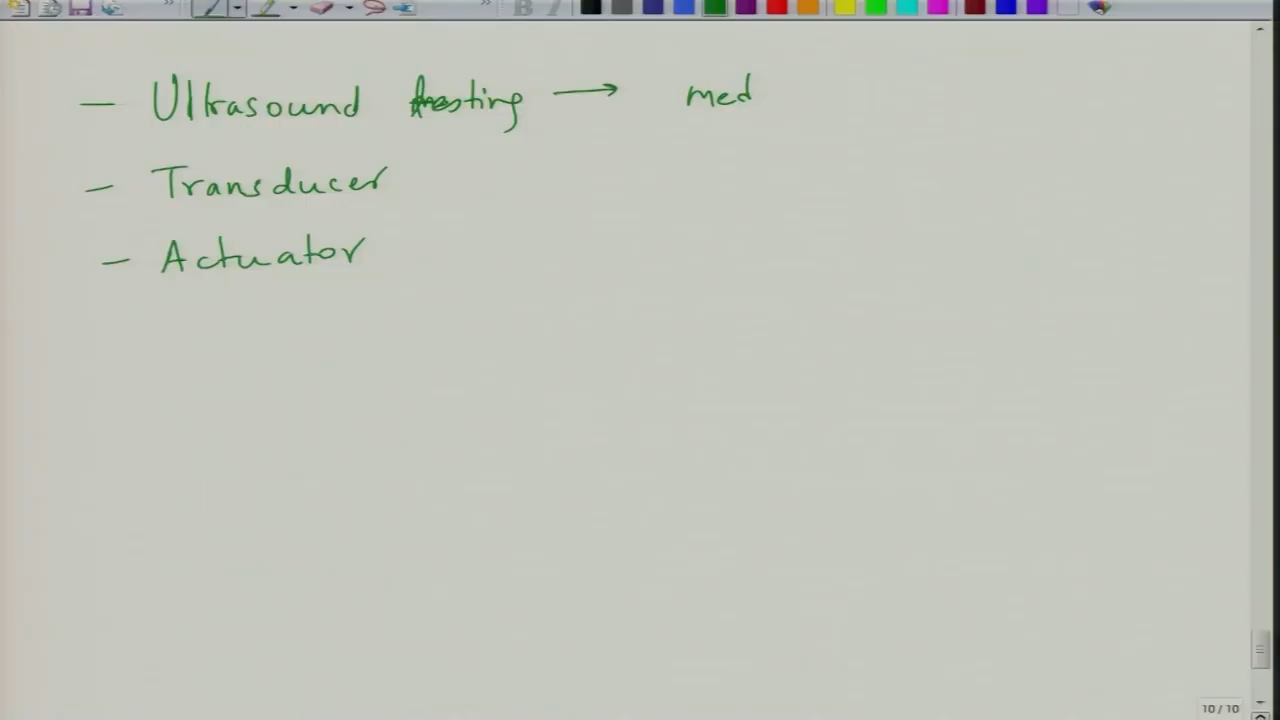 - Ultrasound testing → med
- Transducer
- Actuator
10/10